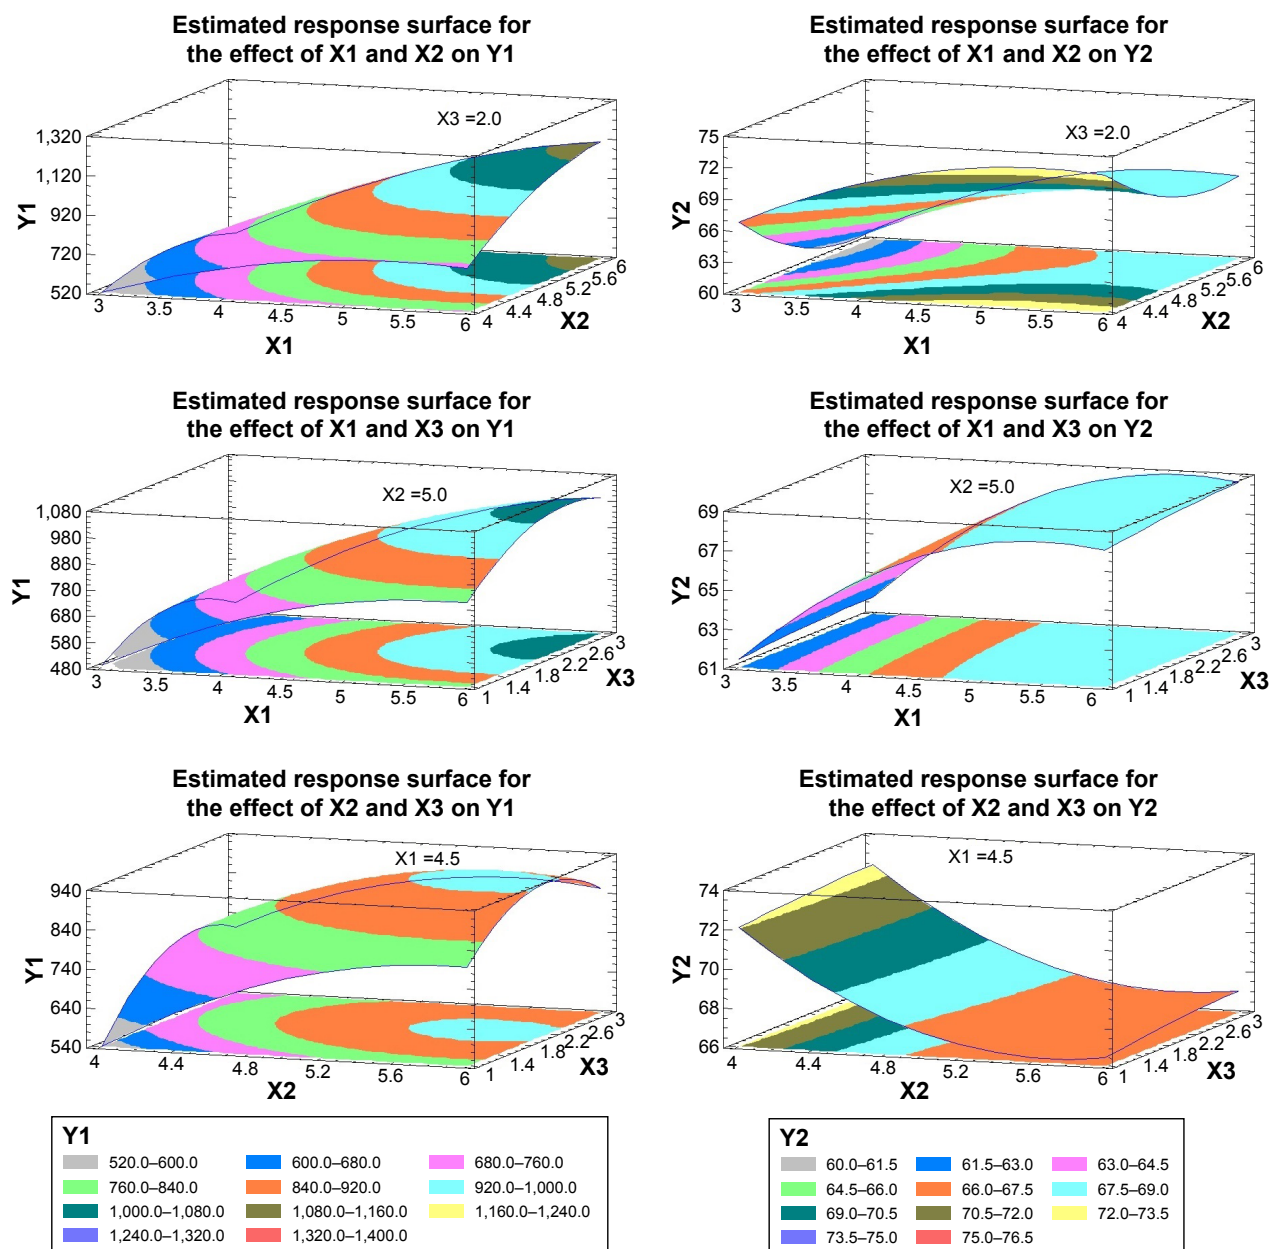 Estimated response surface for
the effect of X1 and X2 on Y1
X3 =2.0
1,320
1,120
920
720
520
Y1
3
3.5
4
4.5
5
5.5
6
X1
4
4.4
4.8
5.2
5.6
6
X2
Estimated response surface for
the effect of X1 and X2 on Y2
X3 =2.0
75
72
69
66
63
60
Y2
3
3.5
4
4.5
5
5.5
6
X1
4
4.4
4.8
5.2
5.6
6
X2
Estimated response surface for
the effect of X1 and X3 on Y1
X2 =5.0
1,080
980
880
780
680
580
480
Y1
3
3.5
4
4.5
5
5.5
6
X1
1
1.4
1.8
2.2
2.6
3
X3
Estimated response surface for
the effect of X1 and X3 on Y2
X2 =5.0
69
67
65
63
61
Y2
3
3.5
4
4.5
5
5.5
6
X1
1
1.4
1.8
2.2
2.6
3
X3
Estimated response surface for
the effect of X2 and X3 on Y1
X1 =4.5
940
840
740
640
540
Y1
4
4.4
4.8
5.2
5.6
6
X2
1
1.4
1.8
2.2
2.6
3
X3
Estimated response surface for
the effect of X2 and X3 on Y2
X1 =4.5
74
72
70
68
66
Y2
4
4.4
4.8
5.2
5.6
6
X2
1
1.4
1.8
2.2
2.6
3
X3
Y1
520.0–600.0 600.0–680.0 680.0–760.0
760.0–840.0 840.0–920.0 920.0–1,000.0
1,000.0–1,080.0 1,080.0–1,160.0 1,160.0–1,240.0
1,240.0–1,320.0 1,320.0–1,400.0
Y2
60.0–61.5 61.5–63.0 63.0–64.5
64.5–66.0 66.0–67.5 67.5–69.0
69.0–70.5 70.5–72.0 72.0–73.5
73.5–75.0 75.0–76.5